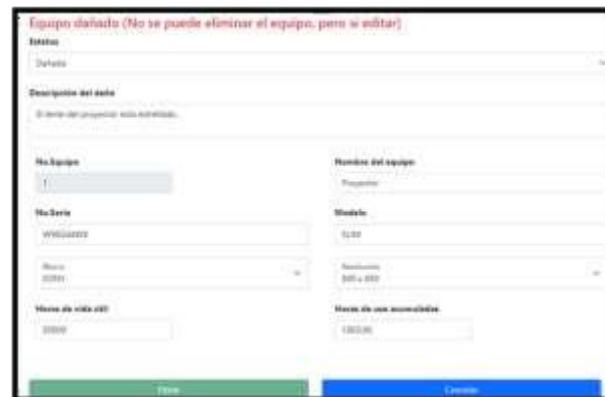 Equipo dañado (No se puede eliminar el equipo, pero si editar)
Estatus
Dañado
Descripción del daño
El lente del proyector esta estrellado.
No.Equipo
Nombre del equipo
1
Proyector
No.Serie
Modelo
Marca
Resolución
Horas de vida útil
Horas de uso acumuladas
Editar
Cancelar